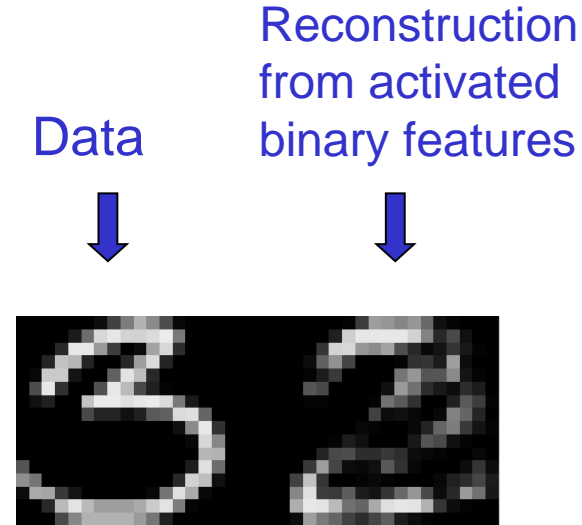 Data
Reconstruction
from activated
binary features